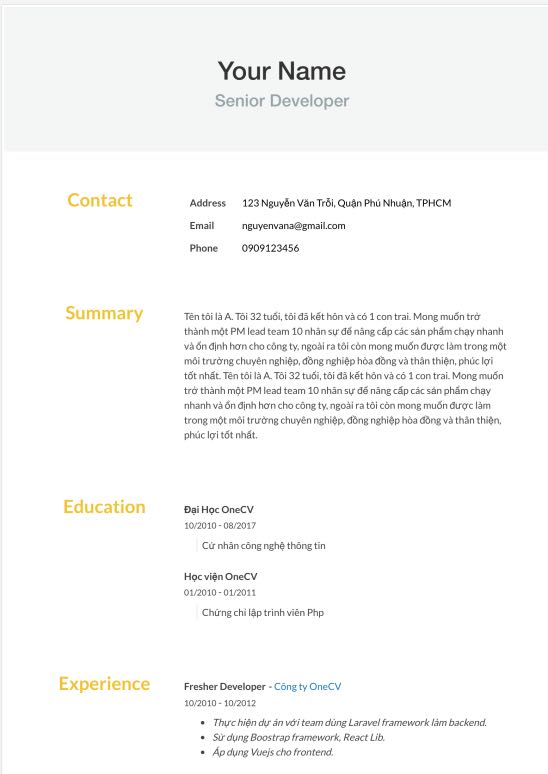 Your Name
Senior Developer
Contact
Address 123 Nguyễn Văn Trỗi, Quận Phú Nhuận, TPHCM
Email nguyenvana@gmail.com
Phone 0909123456
Summary
Tên tôi là A. Tôi 32 tuổi, tôi đã kết hôn và có 1 con trai. Mong muốn trở
thành một PM lead team 10 nhân sự để nâng cấp các sản phẩm chạy nhanh
và ổn định hơn cho công ty, ngoài ra tôi còn mong muốn được làm trong một
môi trường chuyên nghiệp, đồng nghiệp hòa đồng và thân thiện, phúc lợi
tốt nhất. Tên tôi là A. Tôi 32 tuổi, tôi đã kết hôn và có 1 con trai. Mong muốn
trở thành một PM lead team 10 nhân sự để nâng cấp các sản phẩm chạy
nhanh và ổn định hơn cho công ty, ngoài ra tôi còn mong muốn được làm
trong một môi trường chuyên nghiệp, đồng nghiệp hòa đồng và thân thiện,
phúc lợi tốt nhất.
Education
Đại Học OneCV
10/2010 - 08/2017
Cử nhân công nghệ thông tin
Học viện OneCV
01/2010 - 01/2011
Chứng chỉ lập trình viên Php
Experience
Fresher Developer - Công ty OneCV
10/2010 - 10/2012
• Thực hiện dự án với team dùng Laravel framework làm backend.
• Sử dụng Boostrap framework, React Lib.
• Áp dụng Vuejs cho frontend.